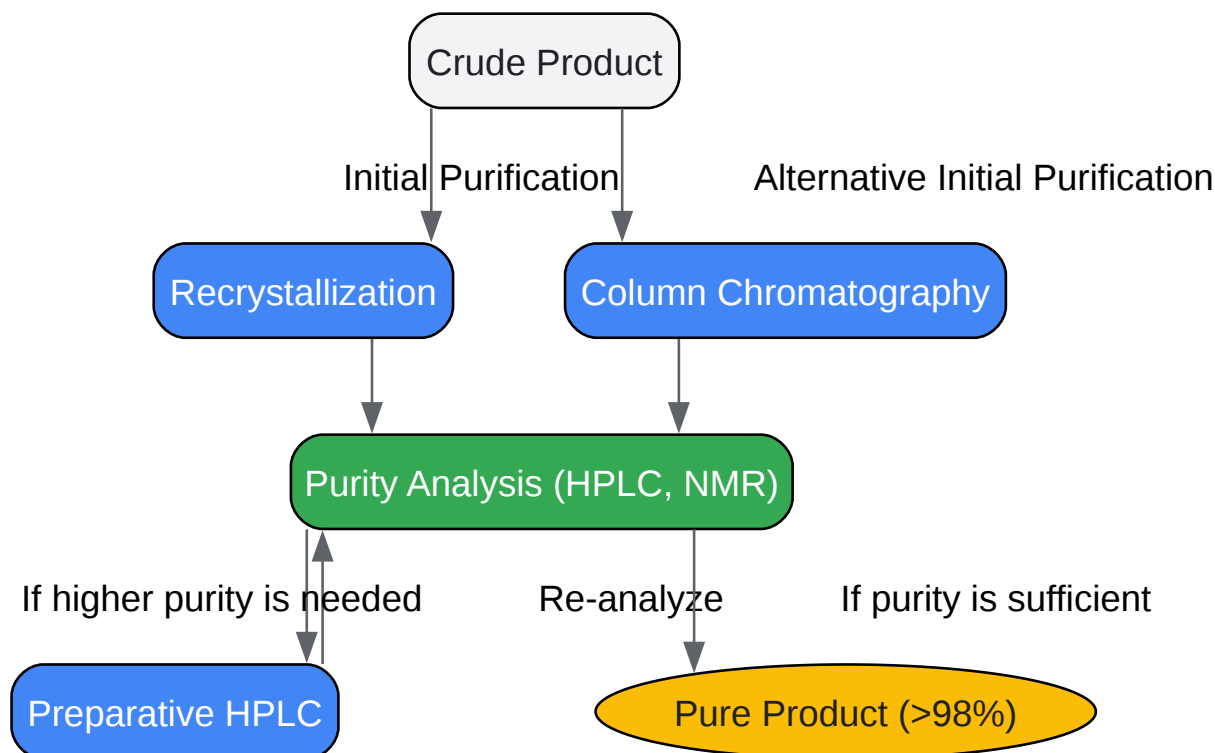 Crude Product
Initial Purification
Alternative Initial Purification
Recrystallization
Column Chromatography
Purity Analysis (HPLC, NMR)
If higher purity is needed
Re-analyze
If purity is sufficient
Preparative HPLC
Pure Product (>98%)